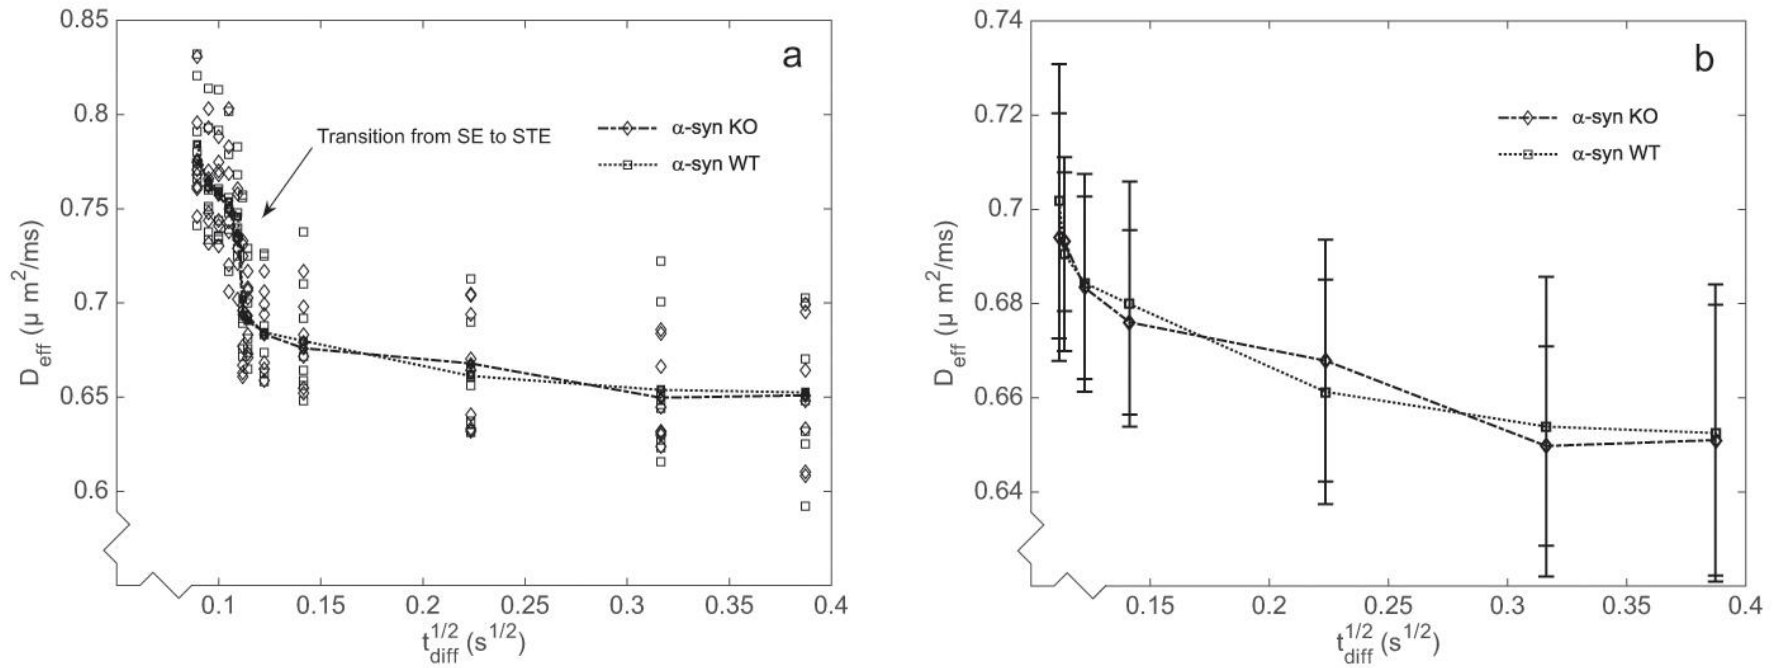 a
0.85
0.8
0.75
0.7
0.65
0.6
D_eff (μ m²/ms)
Transition from SE to STE
α-syn KO
α-syn WT
0.1 0.15 0.2 0.25 0.3 0.35 0.4
t_diff^1/2 (s^1/2)
b
0.74
0.72
0.7
0.68
0.66
0.64
D_eff (μ m²/ms)
α-syn KO
α-syn WT
0.15 0.2 0.25 0.3 0.35 0.4
t_diff^1/2 (s^1/2)